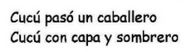 Cucú pasó un caballero
Cucú con capa y sombrero